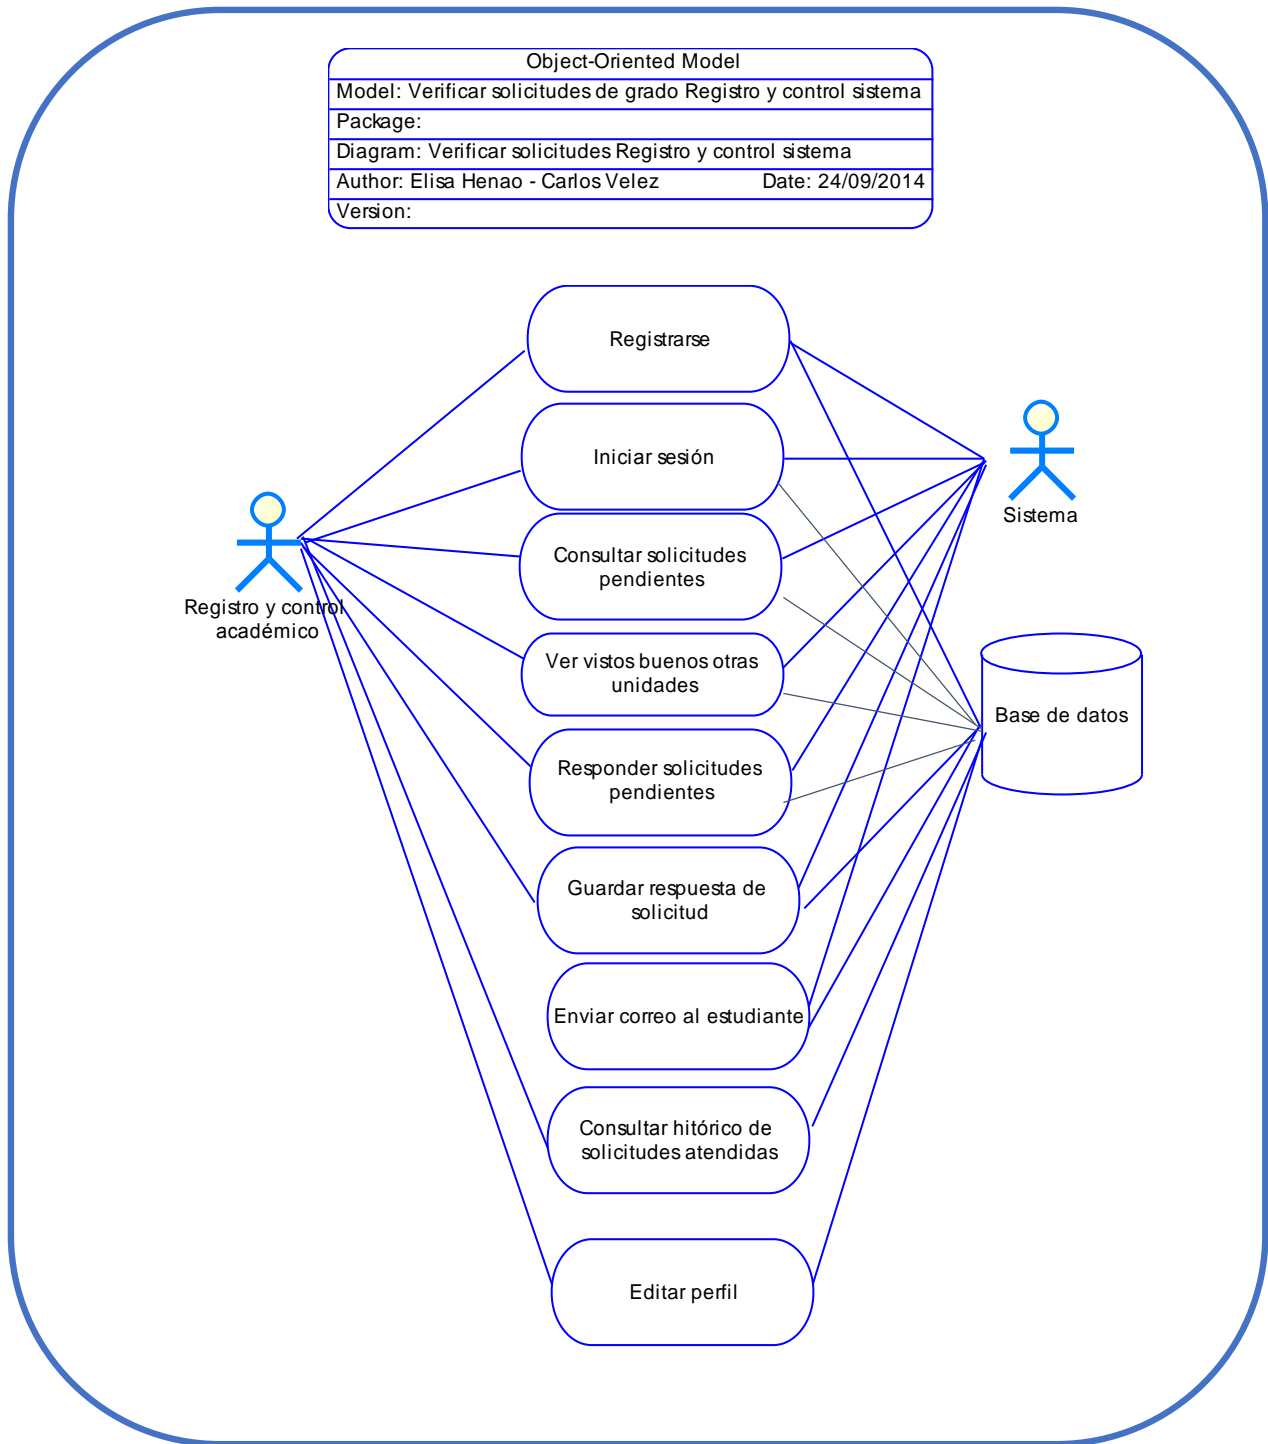 Object-Oriented Model
Model: Verificar solicitudes de grado Registro y control sistema
Package:
Diagram: Verificar solicitudes Registro y control sistema
Author: Elisa Henao - Carlos Velez Date: 24/09/2014
Version:
Registrarse
Iniciar sesión
Sistema
Consultar solicitudes
pendientes
Registro y control
académico
Ver vistos buenos otras
unidades
Base de datos
Responder solicitudes
pendientes
Guardar respuesta de
solicitud
Enviar correo al estudiante
Consultar hitórico de
solicitudes atendidas
Editar perfil